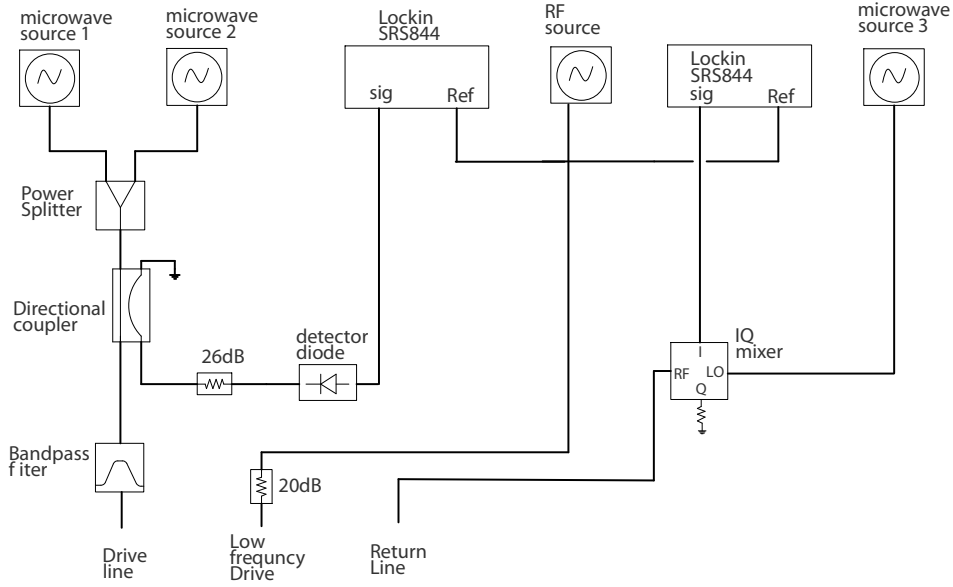 microwave
source 1
microwave
source 2
Lockin
SRS844
sig
Ref
RF
source
Lockin
SRS844
sig
Ref
microwave
source 3
Power
Splitter
Directional
coupler
26dB
detector
diode
IQ
mixer
I
RF
LO
Q
Bandpass
f iter
20dB
Drive
line
Low
frequncy
Drive
Return
Line